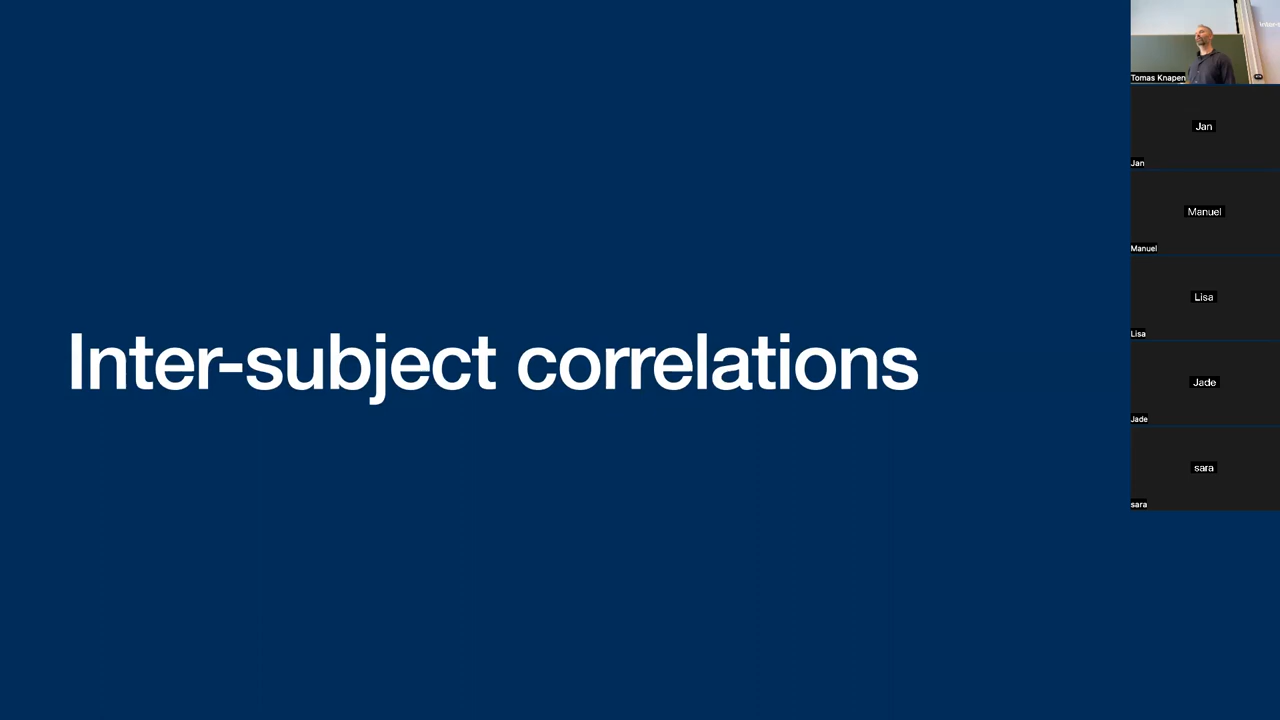 Inter-subject correlations
Tomas Knapen
Jan
Jan
Manuel
Manuel
Lisa
Lisa
Jade
Jade
sara
sara